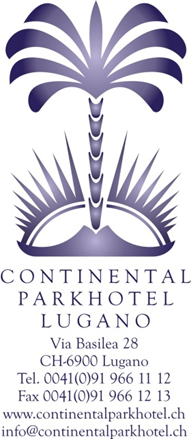 CONTINENTAL
PARKHOTEL
LUGANO
Via Basilea 28
CH-6900 Lugano
Tel. 0041(0)91 966 11 12
Fax 0041(0)91 966 12 13
www.continentalparkhotel.ch
info@continentalparkhotel.ch